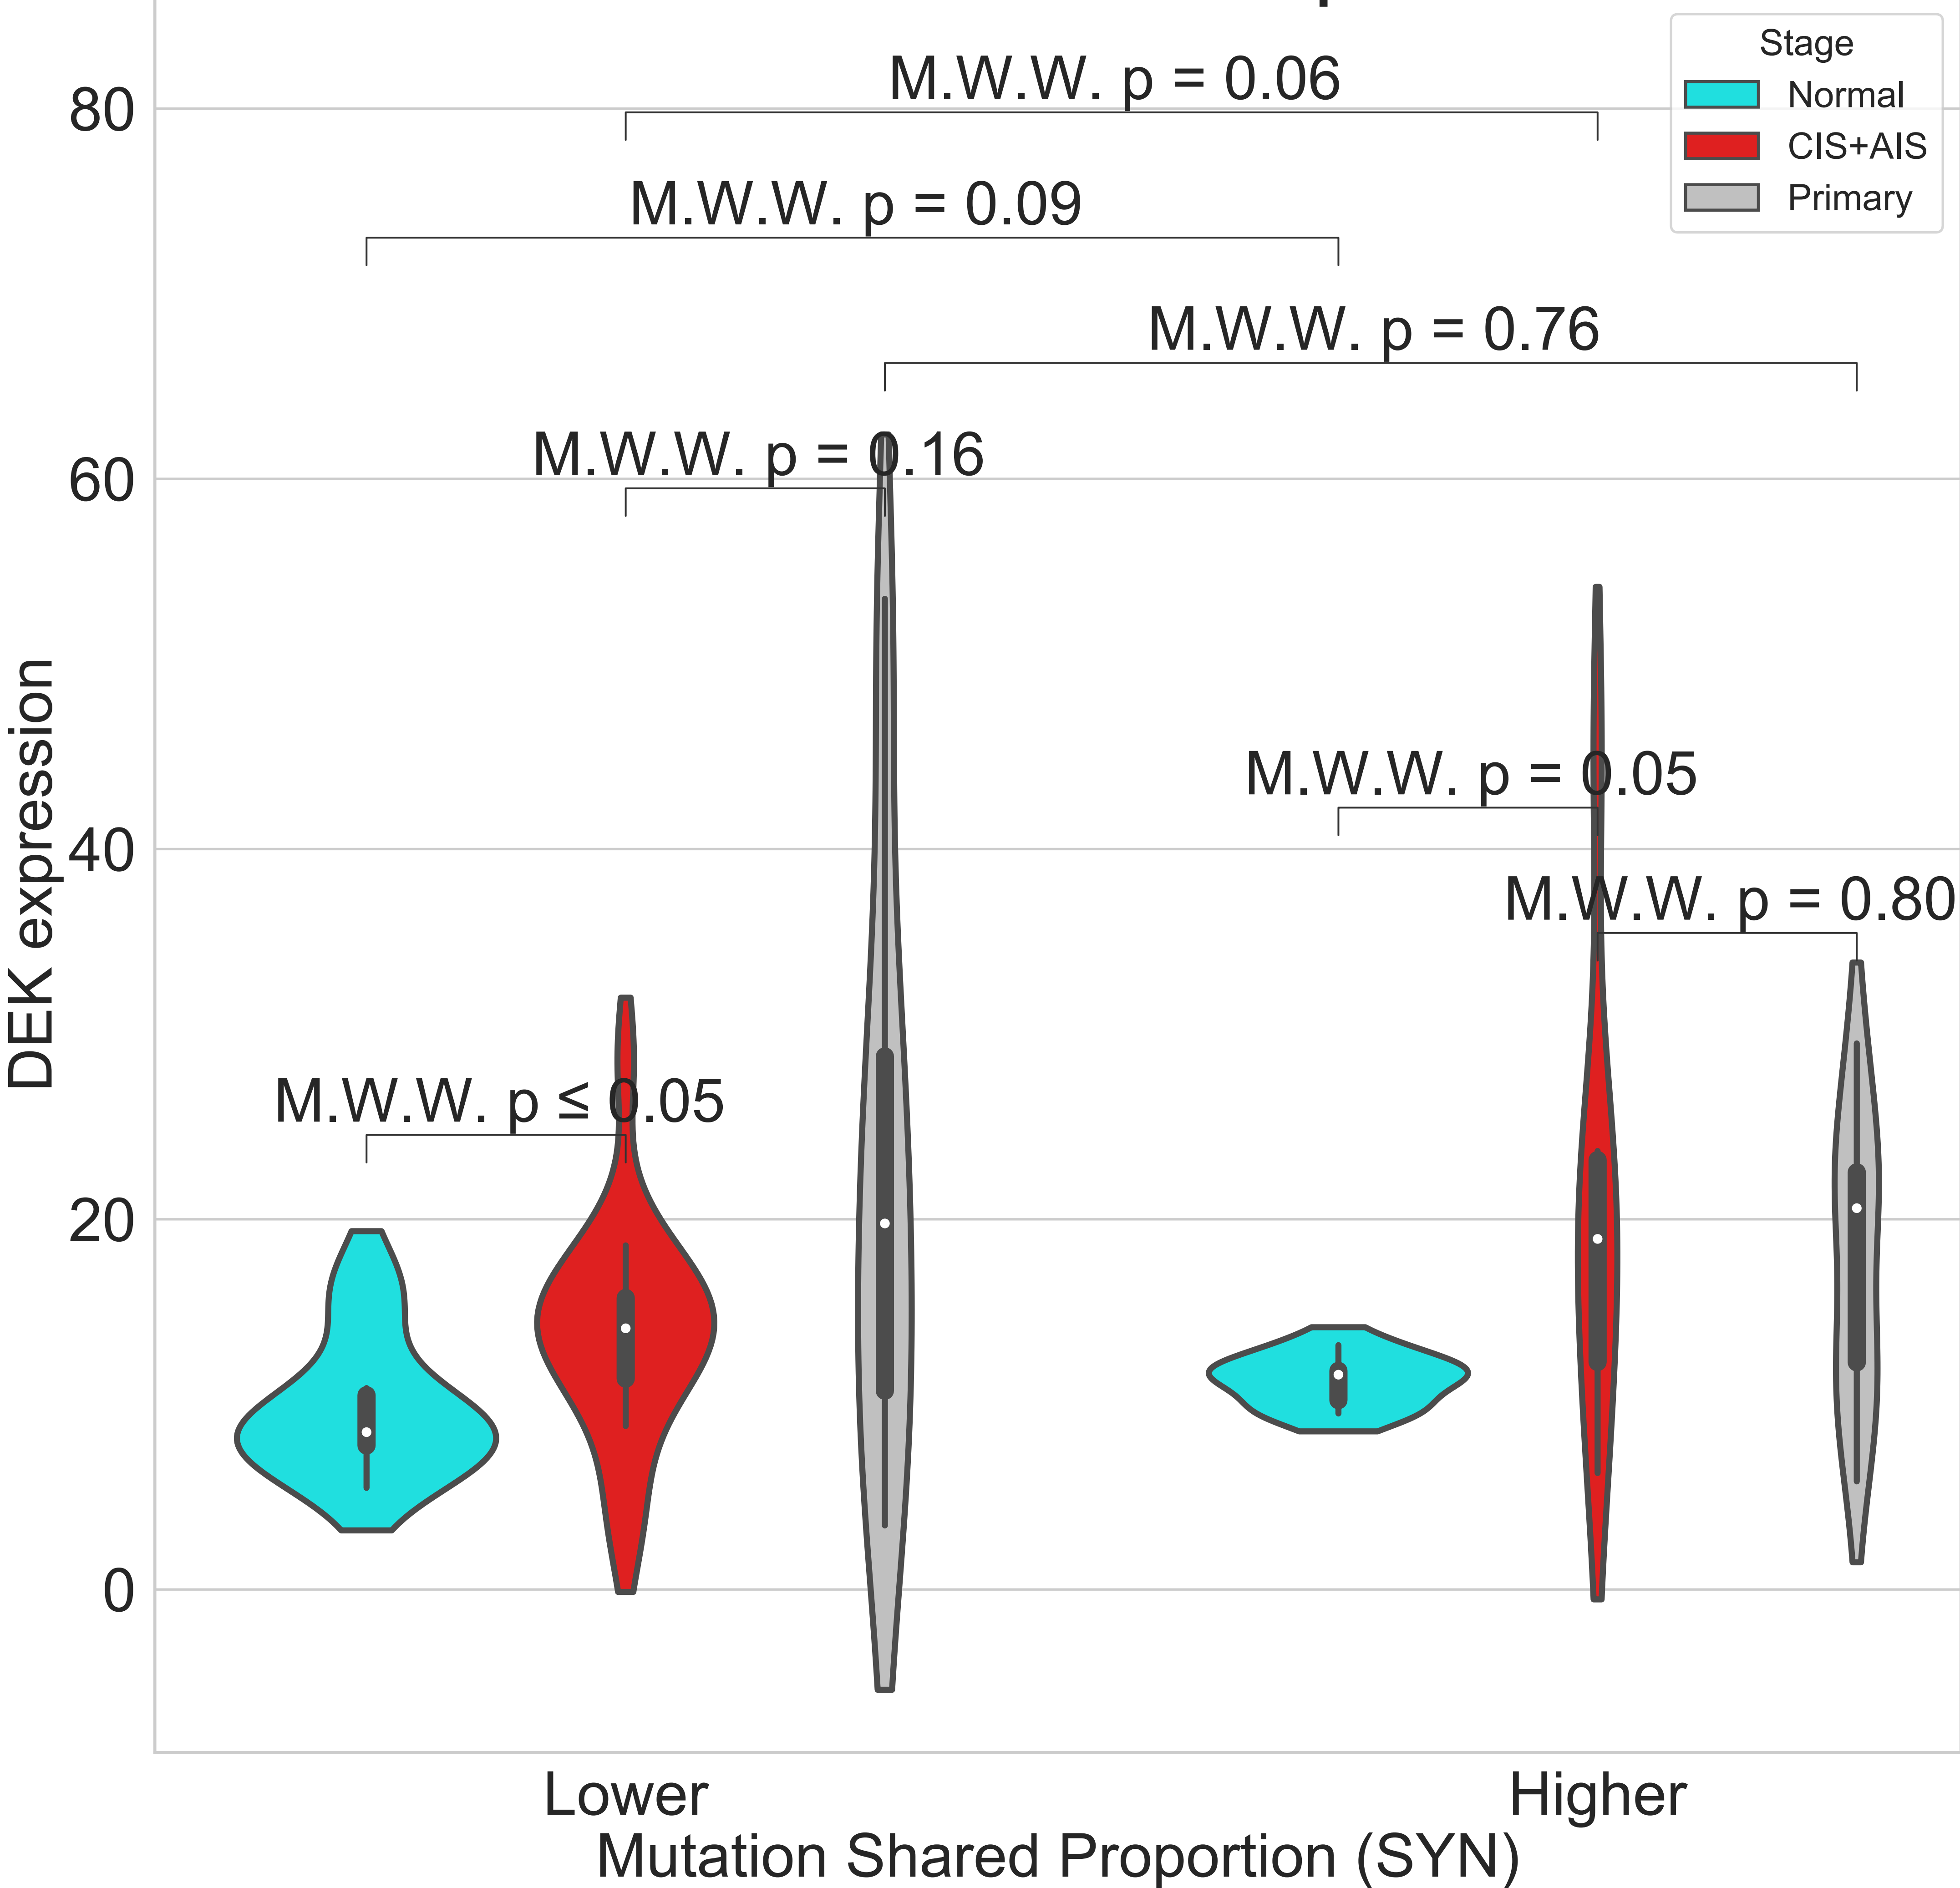 Stage
Normal
CIS+AIS
Primary
M.W.W. p = 0.06
M.W.W. p = 0.09
M.W.W. p = 0.76
M.W.W. p = 0.16
M.W.W. p = 0.05
M.W.W. p = 0.80
M.W.W. p ≤ 0.05
80
60
40
20
0
DEK expression
Lower
Higher
Mutation Shared Proportion (SYN)